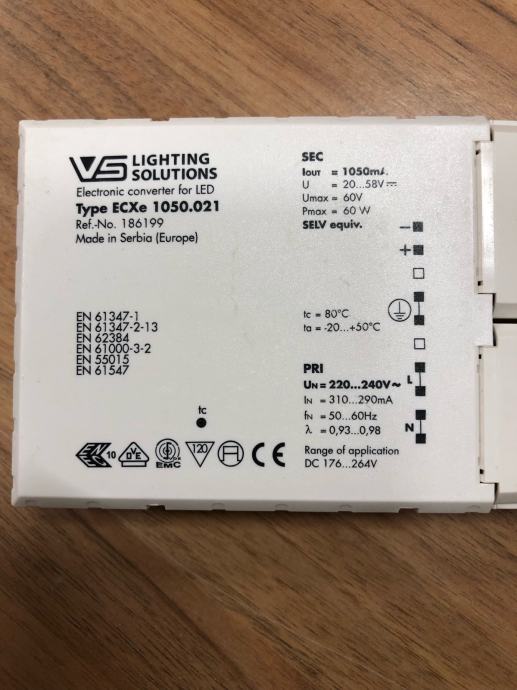 VS LIGHTING
SOLUTIONS
Electronic converter for LED
Type ECXe 1050.021
Ref.-No. 186199
Made in Serbia (Europe)
EN 61347-1
EN 61347-2-13
EN 62384
EN 61000-3-2
EN 55015
EN 61547
tc
10
EMC
120
CE
SEC
IOUT = 1050mA
U = 20...58V⎓
Umax = 60V
Pmax = 60 W
SELV equiv.
−
+
tc = 80°C
ta = -20...+50°C
PRI
UN = 220...240V~
L
IN = 310...290mA
fN = 50...60Hz
N
λ = 0,93...0,98
Range of application
DC 176...264V